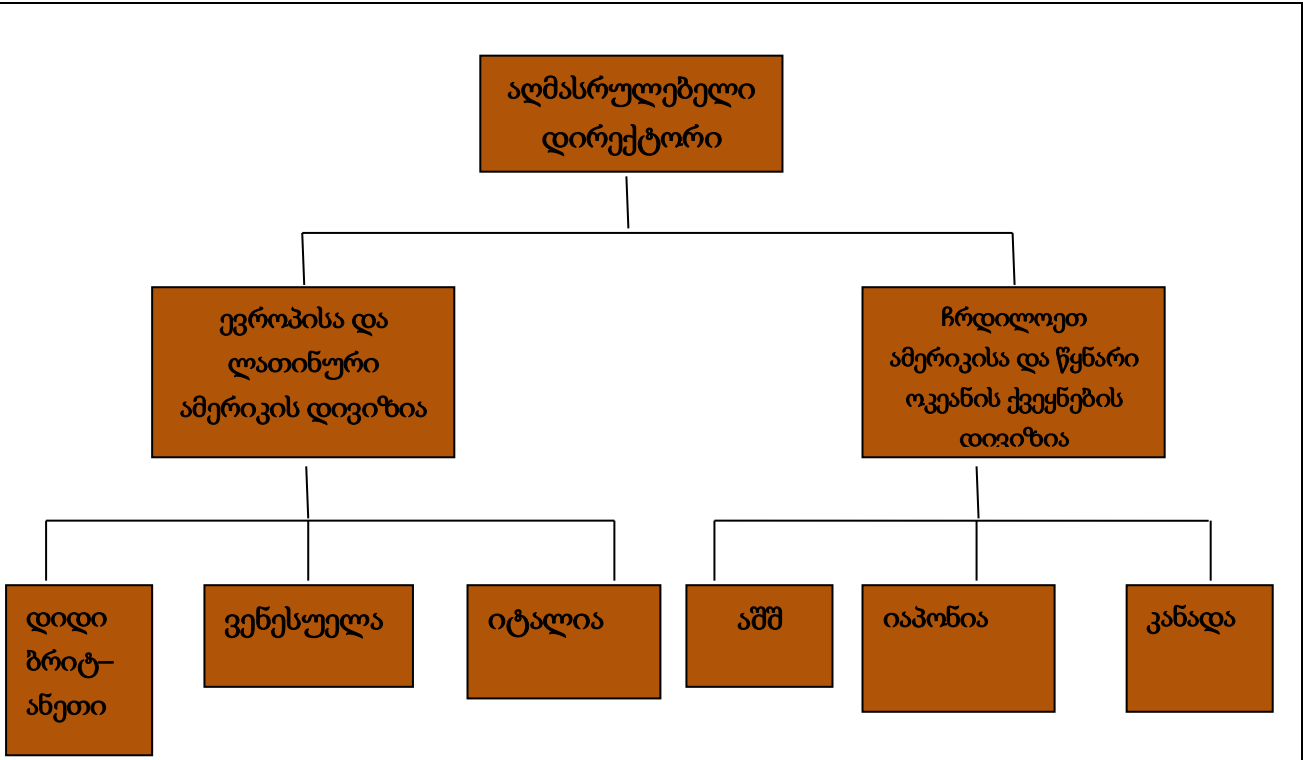 აღმასრულებელი
დირექტორი
ევროპისა და
ლათინური
ამერიკის დივიზია
ჩრდილოეთ
ამერიკისა და წყნარი
ოკეანის ქვეყნების
დივიზია
დიდი
ბრიტ–
ანეთი
ვენესუელა
იტალია
აშშ
იაპონია
კანადა